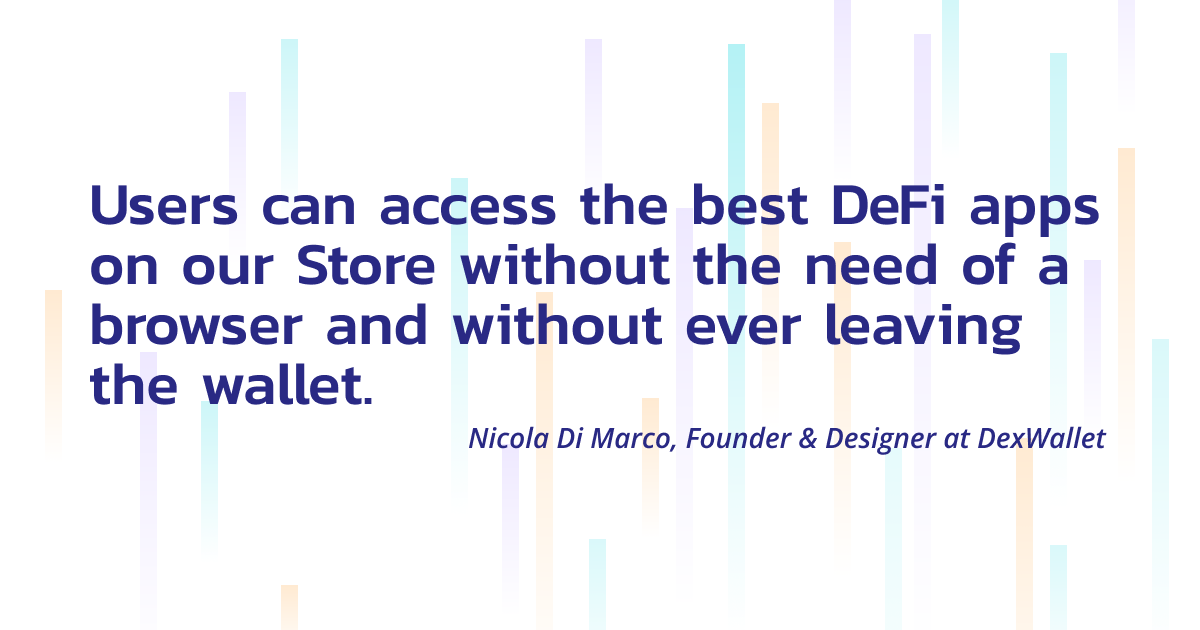 Users can access the best DeFi apps
on our Store without the need of a
browser and without ever leaving
the wallet.
Nicola Di Marco, Founder & Designer at DexWallet